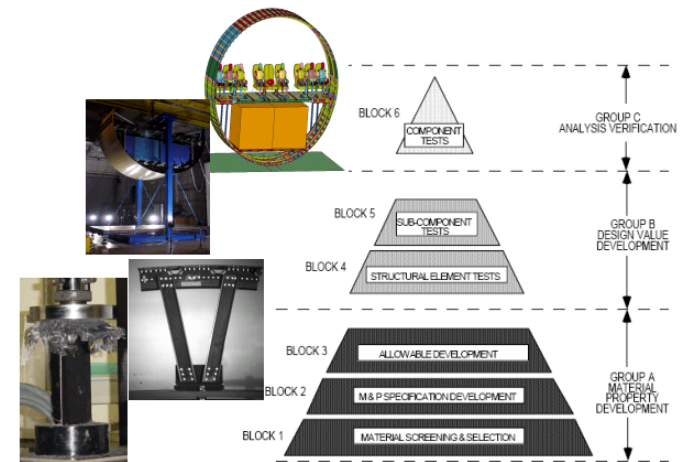 BLOCK 6
COMPONENT
TESTS
GROUP C
ANALYSIS VERIFICATION
BLOCK 5
SUB-COMPONENT
TESTS
BLOCK 4
STRUCTURAL ELEMENT TESTS
GROUP B
DESIGN VALUE
DEVELOPMENT
BLOCK 3
ALLOWABLE DEVELOPMENT
BLOCK 2
M & P SPECIFICATION DEVELOPMENT
BLOCK 1
MATERIAL SCREENING & SELECTION
GROUP A
MATERIAL
PROPERTY
DEVELOPMENT